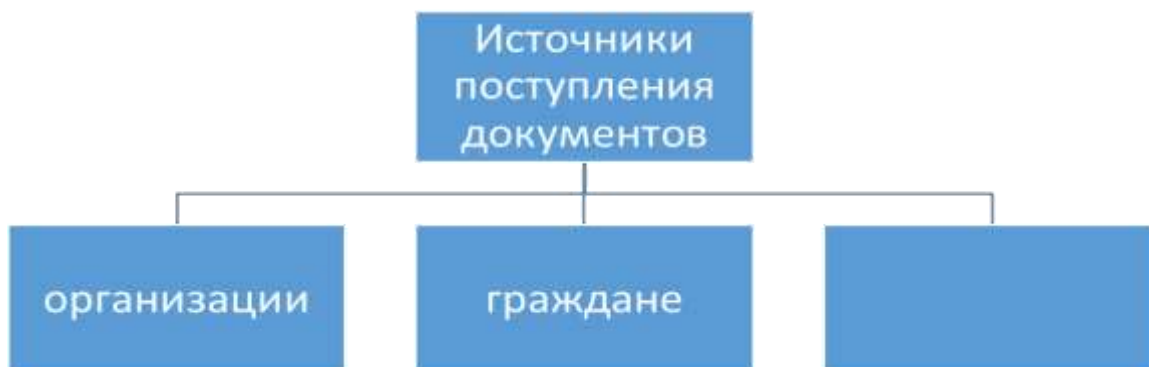 Источники
поступления
документов
организации
граждане